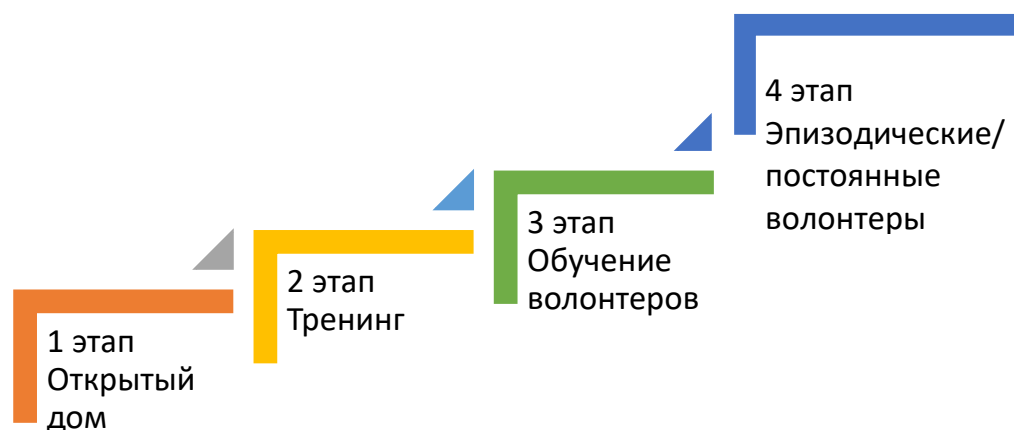 1 этап
Открытый
дом
2 этап
Тренинг
3 этап
Обучение
волонтеров
4 этап
Эпизодические/
постоянные
волонтеры